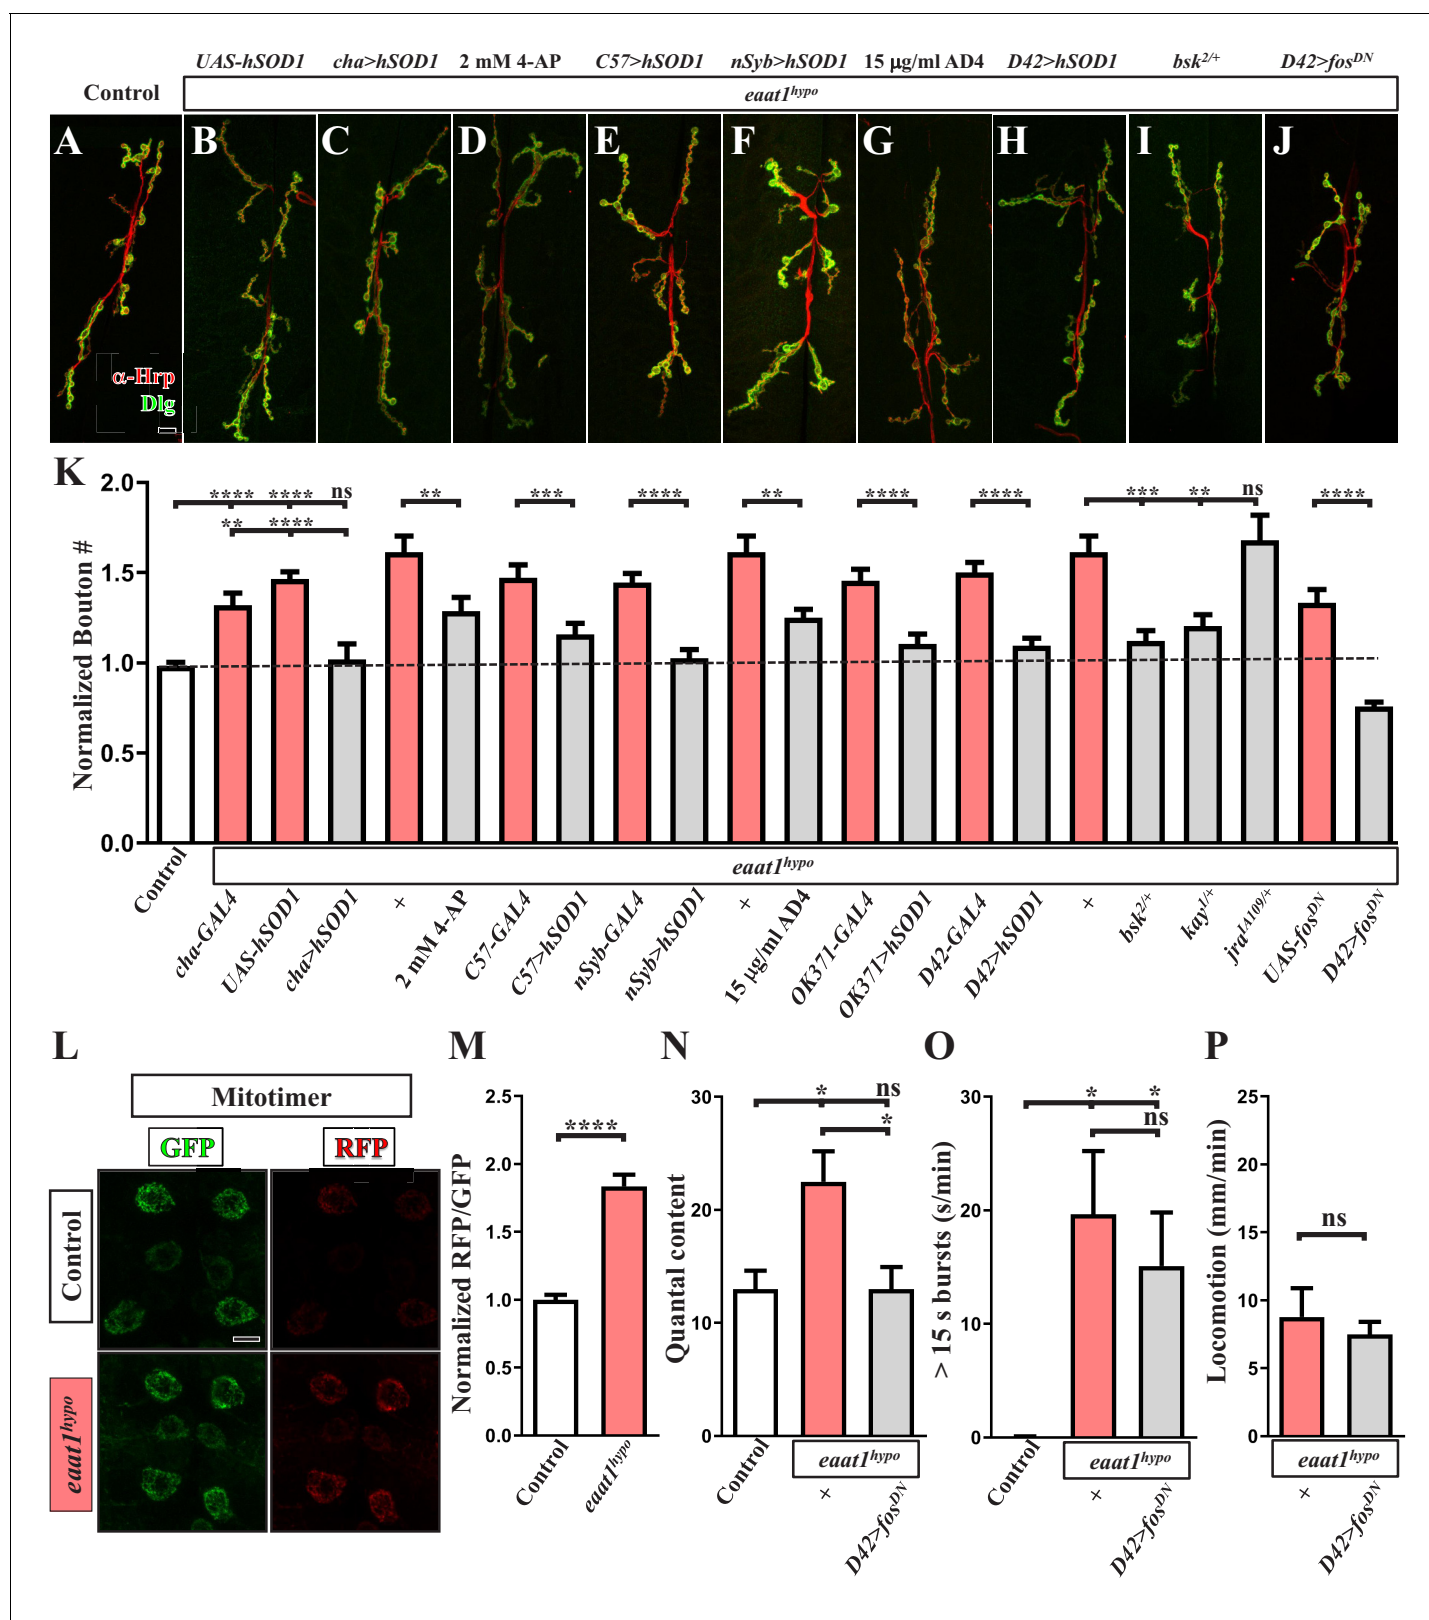 UAS-hSOD1 cha>hSOD1 2 mM 4-AP C57>hSOD1 nSyb>hSOD1 15 µg/ml AD4 D42>hSOD1 bsk2/+ D42>fosDN
Control eaat1hypo
A B C D E F G H I J
α-Hrp
Dlg
K
Normalized Bouton #
2.0
1.5
1.0
0.5
0.0
**** **** ns ** *** **** ** **** **** *** ** ns ****
** ****
eaat1hypo
Control
cha-GAL4
UAS-hSOD1
cha>hSOD1
+
2 mM 4-AP
C57-GAL4
C57>hSOD1
nSyb-GAL4
nSyb>hSOD1
+
15 µg/ml AD4
OK371-GAL4
OK371>hSOD1
D42-GAL4
D42>hSOD1
+
bsk2/+
kay1/+
jraIA109/+
UAS-fosDN
D42>fosDN
L
Mitotimer
GFP RFP
Control
eaat1hypo
M
Normalized RFP/GFP
2.5
2.0
1.5
1.0
0.5
0.0
****
Control
eaat1hypo
N
Quantal content
30
20
10
0
* ns
*
Control
eaat1hypo
+
D42>fosDN
O
> 15 s bursts (s/min)
30
20
10
0
* *
ns
Control
eaat1hypo
+
D42>fosDN
P
Locomotion (mm/min)
25
20
15
10
5
0
ns
eaat1hypo
+
D42>fosDN